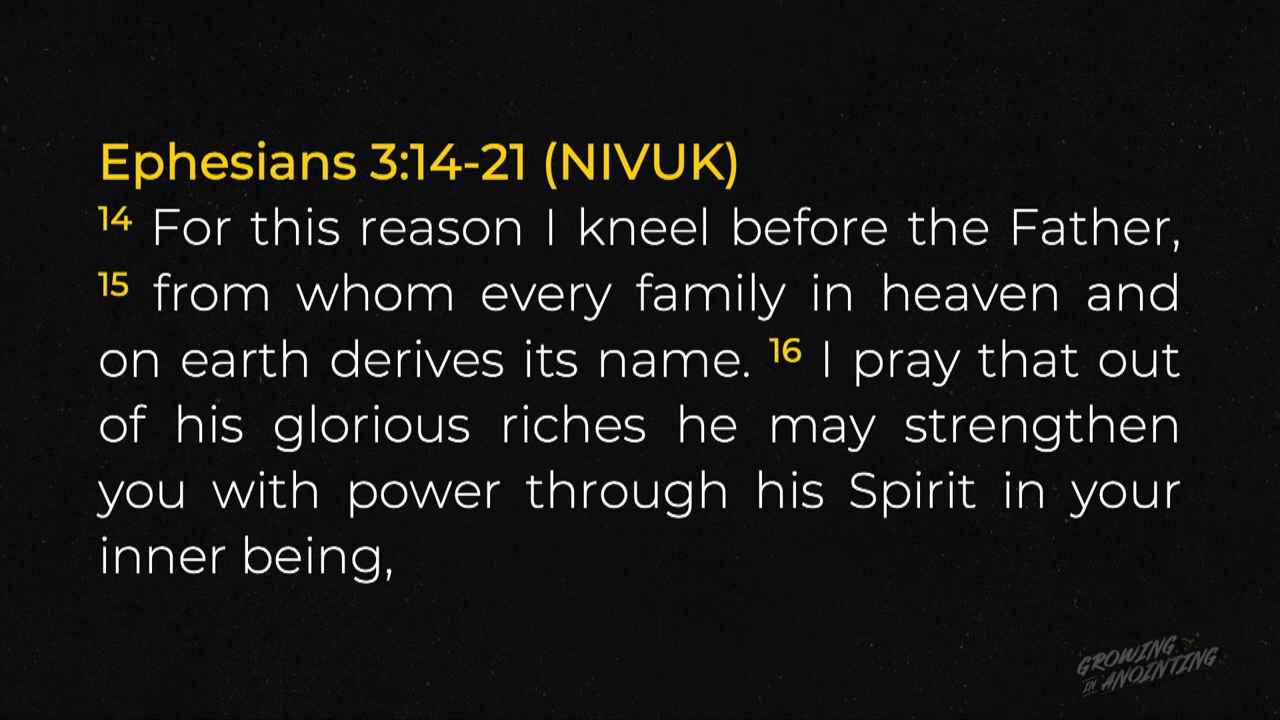 Ephesians 3:14-21 (NIVUK)
14 For this reason I kneel before the Father,
15 from whom every family in heaven and
on earth derives its name. 16 I pray that out
of his glorious riches he may strengthen
you with power through his Spirit in your
inner being,
GROWING
IN ANOINTING